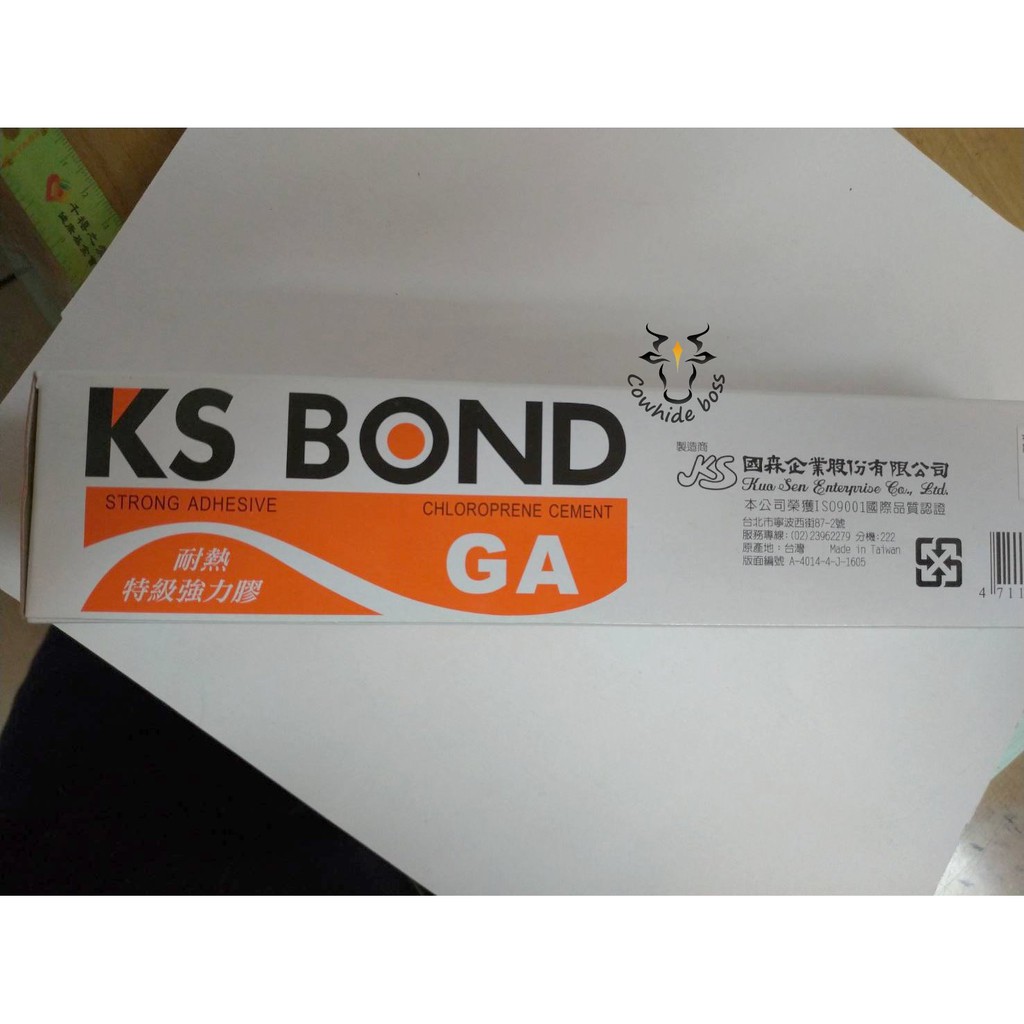 Cowhide boss
KS BOND
STRONG ADHESIVE
CHLOROPRENE CEMENT
耐熱
特級強力膠
GA
製造商
KS 國森企業股份有限公司
Kuo Sen Enterprise Co., Ltd.
本公司榮獲ISO9001國際品質認證
台北市寧波西街87-2號
服務專線:(02)23962279 分機:222
原產地:台灣 Made in Taiwan
版面編號 A-4014-4-J-1605
4 711